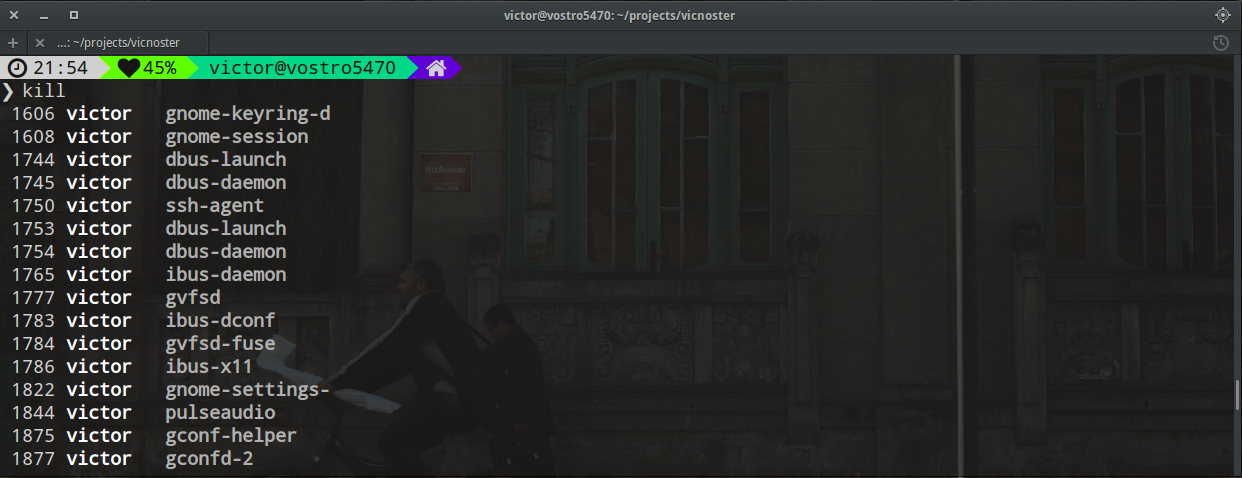 victor@vostro5470: ~/projects/vicnoster
...: ~/projects/vicnoster
21:54 45% victor@vostro5470
❯ kill
1606 victor gnome-keyring-d
1608 victor gnome-session
1744 victor dbus-launch
1745 victor dbus-daemon
1750 victor ssh-agent
1753 victor dbus-launch
1754 victor dbus-daemon
1765 victor ibus-daemon
1777 victor gvfsd
1783 victor ibus-dconf
1784 victor gvfsd-fuse
1786 victor ibus-x11
1822 victor gnome-settings-
1844 victor pulseaudio
1875 victor gconf-helper
1877 victor gconfd-2